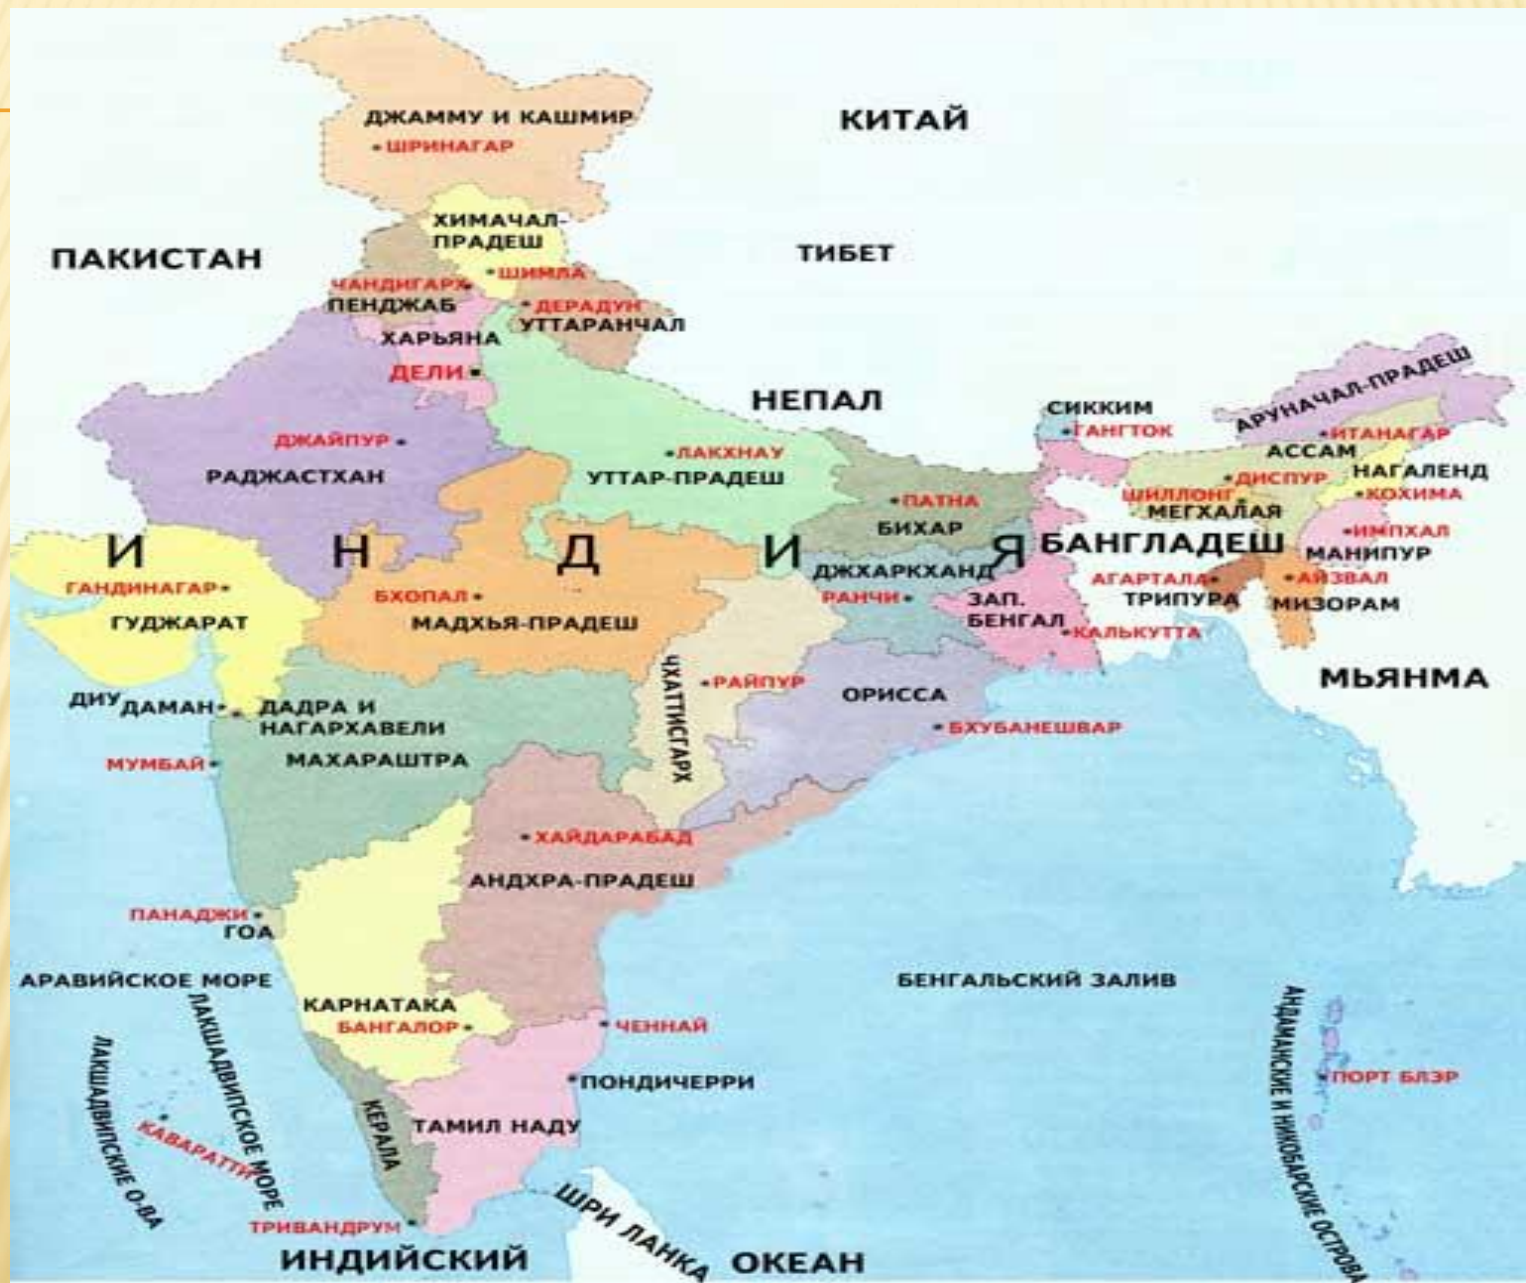 ДЖАММУ И КАШМИР
КИТАЙ
ШРИНАГАР
ХИМАЧАЛ-
ПРАДЕШ
ПАКИСТАН
ТИБЕТ
ШИМЛА
ЧАНДИГАРХ
ПЕНДЖАБ
ДЕРАДУН
УТТАРАНЧАЛ
ХАРЬЯНА
ДЕЛИ
НЕПАЛ
АРУНАЧАЛ-ПРАДЕШ
СИККИМ
ГАНГТОК
ИТАНАГАР
ДЖАЙПУР
РАДЖАСТХАН
ЛАКХНАУ
УТТАР-ПРАДЕШ
АССАМ
НАГАЛЕНД
ДИСПУР
ШИЛЛОНГ
КОХИМА
МЕГХАЛАЯ
ПАТНА
БИХАР
ИМПХАЛ
МАНИПУР
ИНДИЯ
БАНГЛАДЕШ
ДЖХАРКХАНД
АГАРТАЛА
АЙЗВАЛ
ГАНДИНАГАР
БХОПАЛ
РАНЧИ
ЗАП.
БЕНГАЛ
ТРИПУРА
МИЗОРАМ
ГУДЖАРАТ
МАДХЬЯ-ПРАДЕШ
КАЛЬКУТТА
ЧХАТТИСГАРХ
РАЙПУР
ОРИССА
МЬЯНМА
ДИУ
ДАМАН
ДАДРА И
НАГАРХАВЕЛИ
БХУБАНЕШВАР
МУМБАЙ
МАХАРАШТРА
ХАЙДАРАБАД
АНДХРА-ПРАДЕШ
ПАНАДЖИ
ГОА
АРАВИЙСКОЕ МОРЕ
БЕНГАЛЬСКИЙ ЗАЛИВ
КАРНАТАКА
БАНГАЛОР
ЧЕННАЙ
ЛАКШАДВИПСКОЕ МОРЕ
ЛАКШАДВИПСКИЕ О-ВА
АНДАМАНСКИЕ И НИКОБАРСКИЕ ОСТРОВА
ПОРТ БЛЭР
ПОНДИЧЕРРИ
КЕРАЛА
ТАМИЛ НАДУ
КАВАРАТТИ
ТРИВАНДРУМ
ШРИ ЛАНКА
ИНДИЙСКИЙ ОКЕАН